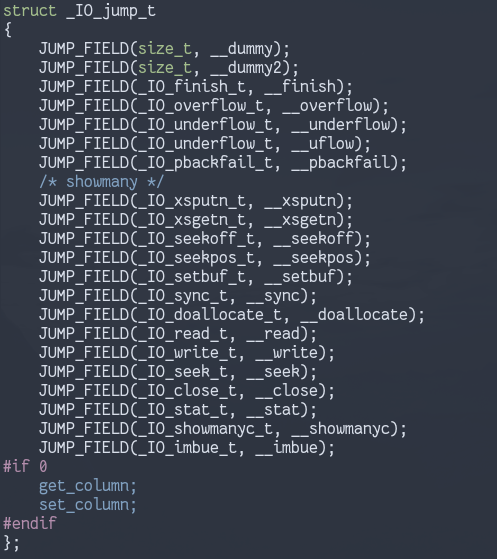 struct _IO_jump_t
{
    JUMP_FIELD(size_t, __dummy);
    JUMP_FIELD(size_t, __dummy2);
    JUMP_FIELD(_IO_finish_t, __finish);
    JUMP_FIELD(_IO_overflow_t, __overflow);
    JUMP_FIELD(_IO_underflow_t, __underflow);
    JUMP_FIELD(_IO_underflow_t, __uflow);
    JUMP_FIELD(_IO_pbackfail_t, __pbackfail);
    /* showmany */
    JUMP_FIELD(_IO_xsputn_t, __xsputn);
    JUMP_FIELD(_IO_xsgetn_t, __xsgetn);
    JUMP_FIELD(_IO_seekoff_t, __seekoff);
    JUMP_FIELD(_IO_seekpos_t, __seekpos);
    JUMP_FIELD(_IO_setbuf_t, __setbuf);
    JUMP_FIELD(_IO_sync_t, __sync);
    JUMP_FIELD(_IO_doallocate_t, __doallocate);
    JUMP_FIELD(_IO_read_t, __read);
    JUMP_FIELD(_IO_write_t, __write);
    JUMP_FIELD(_IO_seek_t, __seek);
    JUMP_FIELD(_IO_close_t, __close);
    JUMP_FIELD(_IO_stat_t, __stat);
    JUMP_FIELD(_IO_showmanyc_t, __showmanyc);
    JUMP_FIELD(_IO_imbue_t, __imbue);
#if 0
    get_column;
    set_column;
#endif
};